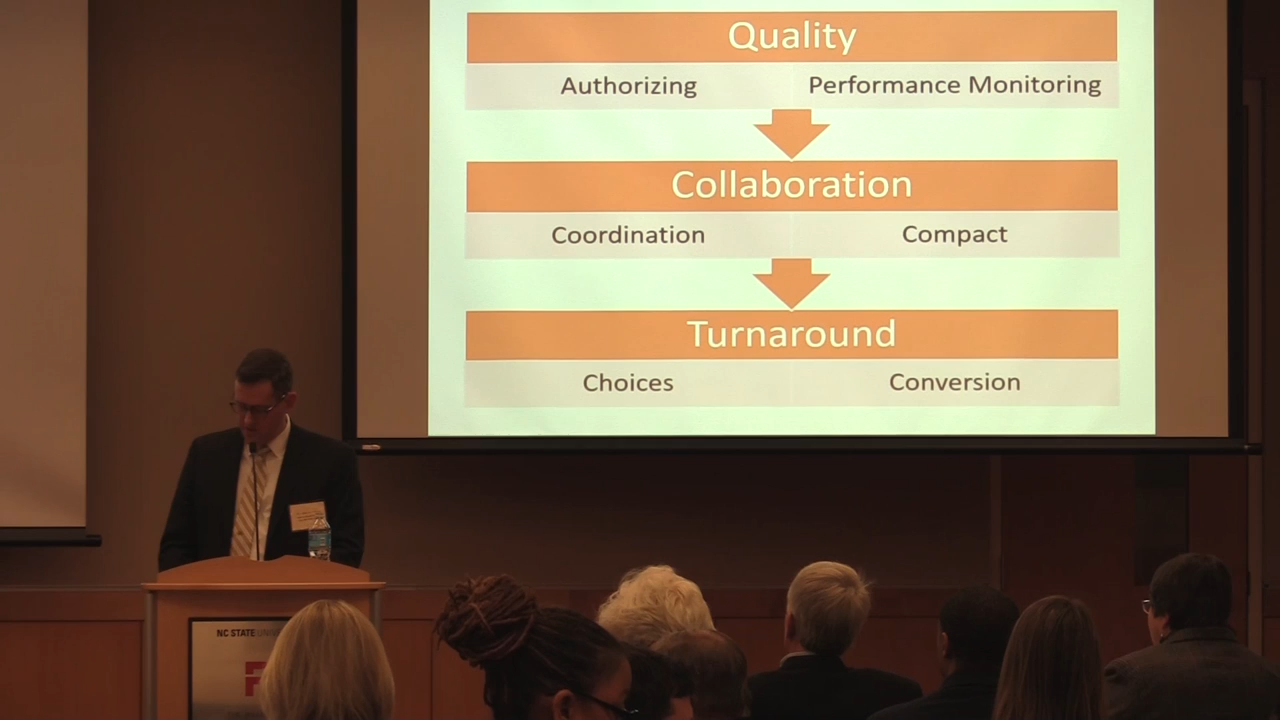 Quality
Authorizing Performance Monitoring
Collaboration
Coordination Compact
Turnaround
Choices Conversion
NC STATE